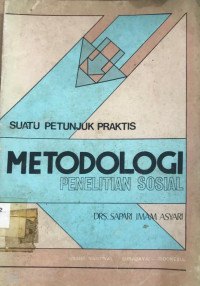 SUATU PETUNJUK PRAKTIS
METODOLOGI
PENELITIAN SOSIAL
DRS. SAPARI IMAM ASYARI